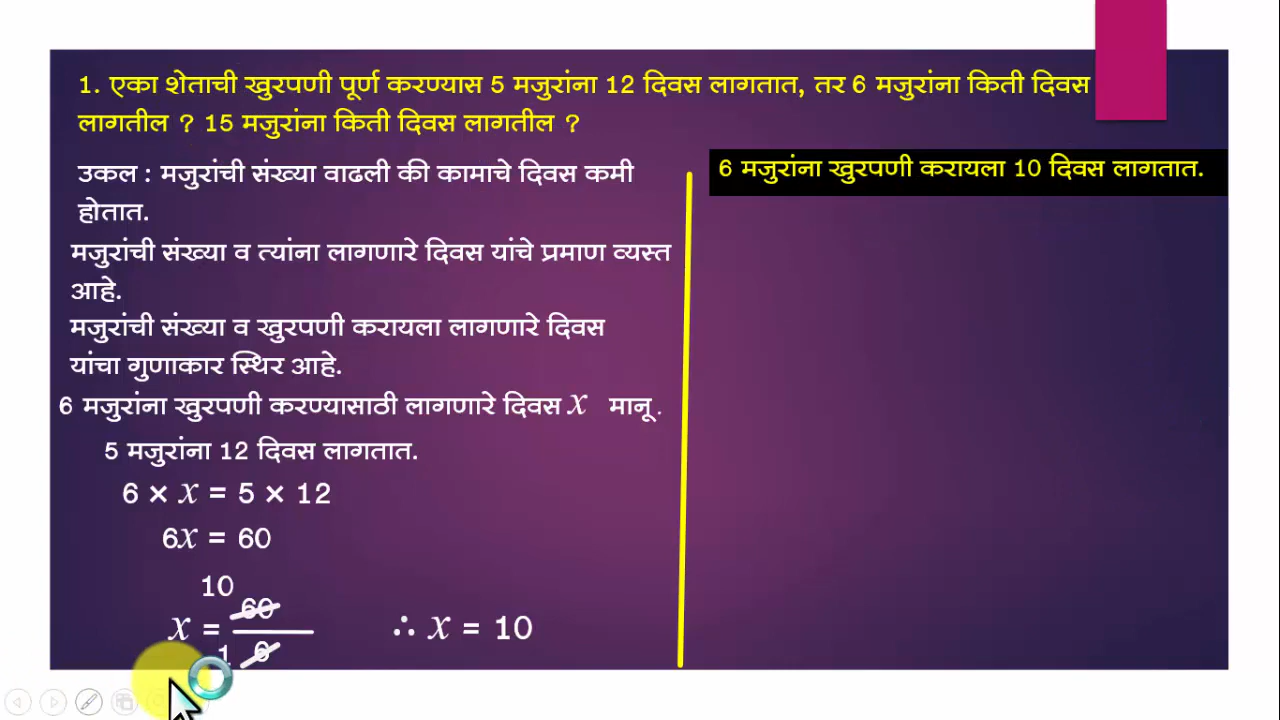 1. एका शेताची खुरपणी पूर्ण करण्यास 5 मजुरांना 12 दिवस लागतात, तर 6 मजुरांना किती दिवस
लागतील ? 15 मजुरांना किती दिवस लागतील ?
उकल : मजुरांची संख्या वाढली की कामाचे दिवस कमी
होतात.
मजुरांची संख्या व त्यांना लागणारे दिवस यांचे प्रमाण व्यस्त
आहे.
मजुरांची संख्या व खुरपणी करायला लागणारे दिवस
यांचा गुणाकार स्थिर आहे.
6 मजुरांना खुरपणी करण्यासाठी लागणारे दिवस x मानू.
5 मजुरांना 12 दिवस लागतात.
6 × x = 5 × 12
6x = 60
10
60
x =
∴ x = 10
1 6
6 मजुरांना खुरपणी करायला 10 दिवस लागतात.